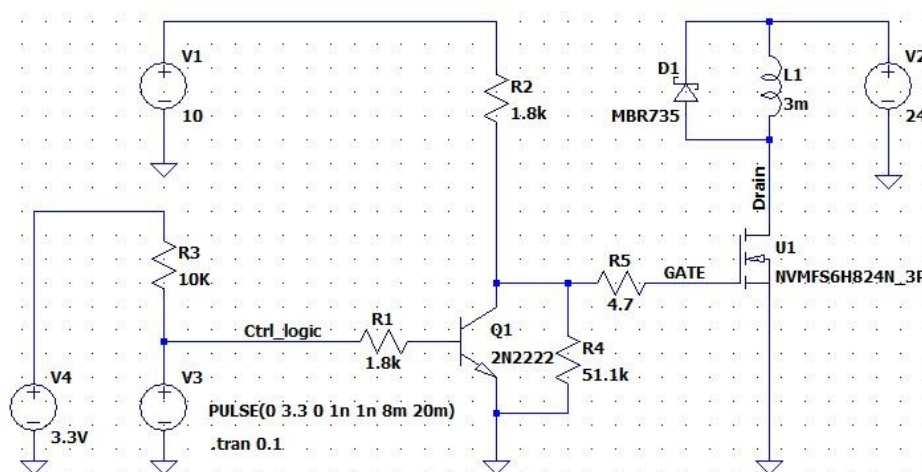 V1
10
R2
1.8k
D1
MBR735
L1
3m
V2
24
Drain
R3
10K
R5
4.7
GATE
U1
NVMFS6H824N_3P
Ctrl_logic
R1
1.8k
Q1
2N2222
R4
51.1k
V4
3.3V
V3
PULSE(0 3.3 0 1n 1n 8m 20m)
.tran 0.1